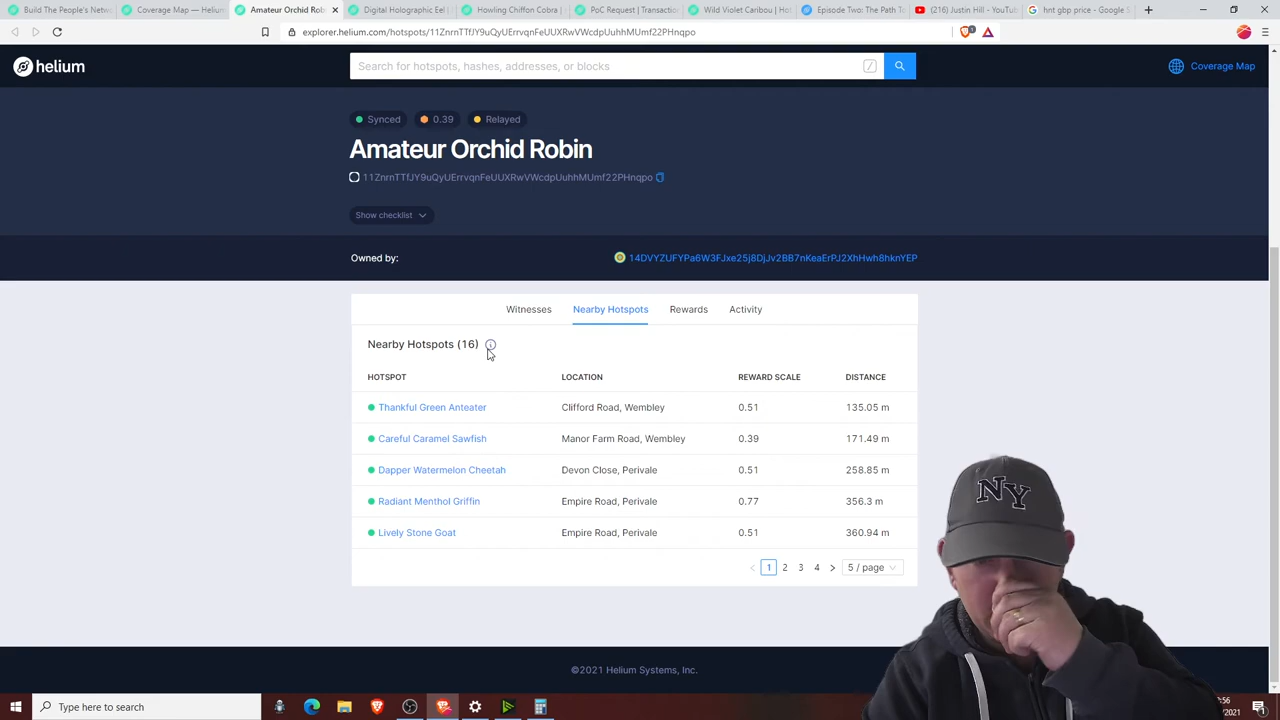 Build The People's Netw
Coverage Map — Helium
Amateur Orchid Rob
Digital Holographic Eel
Howling Chiffon Cobra
PoC Request | Transaction
Wild Violet Caribou | Ho
Episode Two: The Path T
(216) Justin Hill - YouTub
hnt gbp price - Google S
explorer.helium.com/hotspots/11ZnrnTTfJY9uQyUErrvqnFeUUXRwVWcdpUuhhMUmf22PHnqpo
1
helium
Search for hotspots, hashes, addresses, or blocks
/
Coverage Map
Synced
0.39
Relayed
Amateur Orchid Robin
11ZnrnTTfJY9uQyUErrvqnFeUUXRwVWcdpUuhhMUmf22PHnqpo
Show checklist
Owned by:
14DVYZUFYPa6W3FJxe25j8DjJv2BB7nKeaErPJ2XhHwh8hknYEP
Witnesses
Nearby Hotspots
Rewards
Activity
Nearby Hotspots (16)
HOTSPOT LOCATION REWARD SCALE DISTANCE
Thankful Green Anteater Clifford Road, Wembley 0.51 135.05 m
Careful Caramel Sawfish Manor Farm Road, Wembley 0.39 171.49 m
Dapper Watermelon Cheetah Devon Close, Perivale 0.51 258.85 m
Radiant Menthol Griffin Empire Road, Perivale 0.77 356.3 m
Lively Stone Goat Empire Road, Perivale 0.51 360.94 m
1 2 3 4 5 / page
NY
©2021 Helium Systems, Inc.
Type here to search
:56
/2021
1